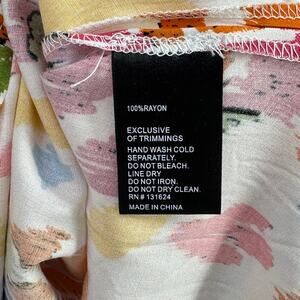 100%RAYON
EXCLUSIVE
OF TRIMMINGS
HAND WASH COLD
SEPARATELY.
DO NOT BLEACH.
LINE DRY
DO NOT IRON.
DO NOT DRY CLEAN.
RN # 131624
MADE IN CHINA